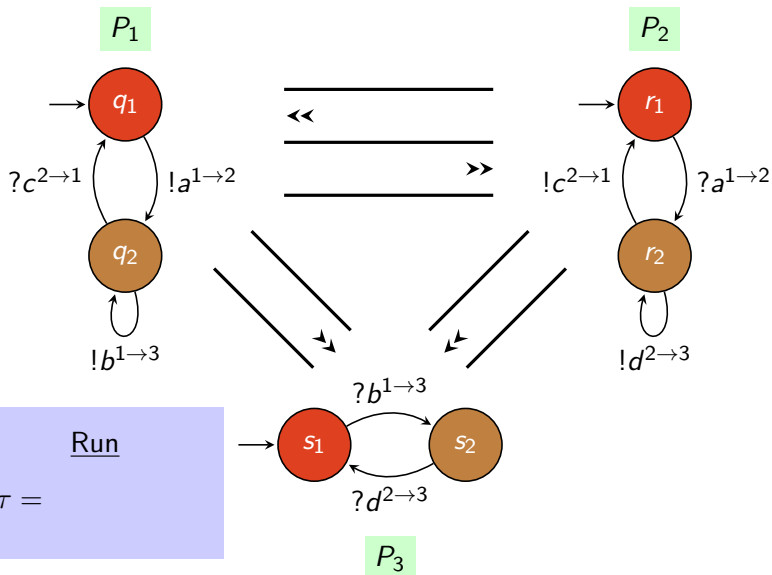 P₁ P₂
q₁ r₁
?c²→¹ !a¹→² !c²→¹ ?a¹→²
q₂ r₂
!b¹→³ !d²→³
?b¹→³
s₁ s₂
?d²→³
Run
τ =
P₃